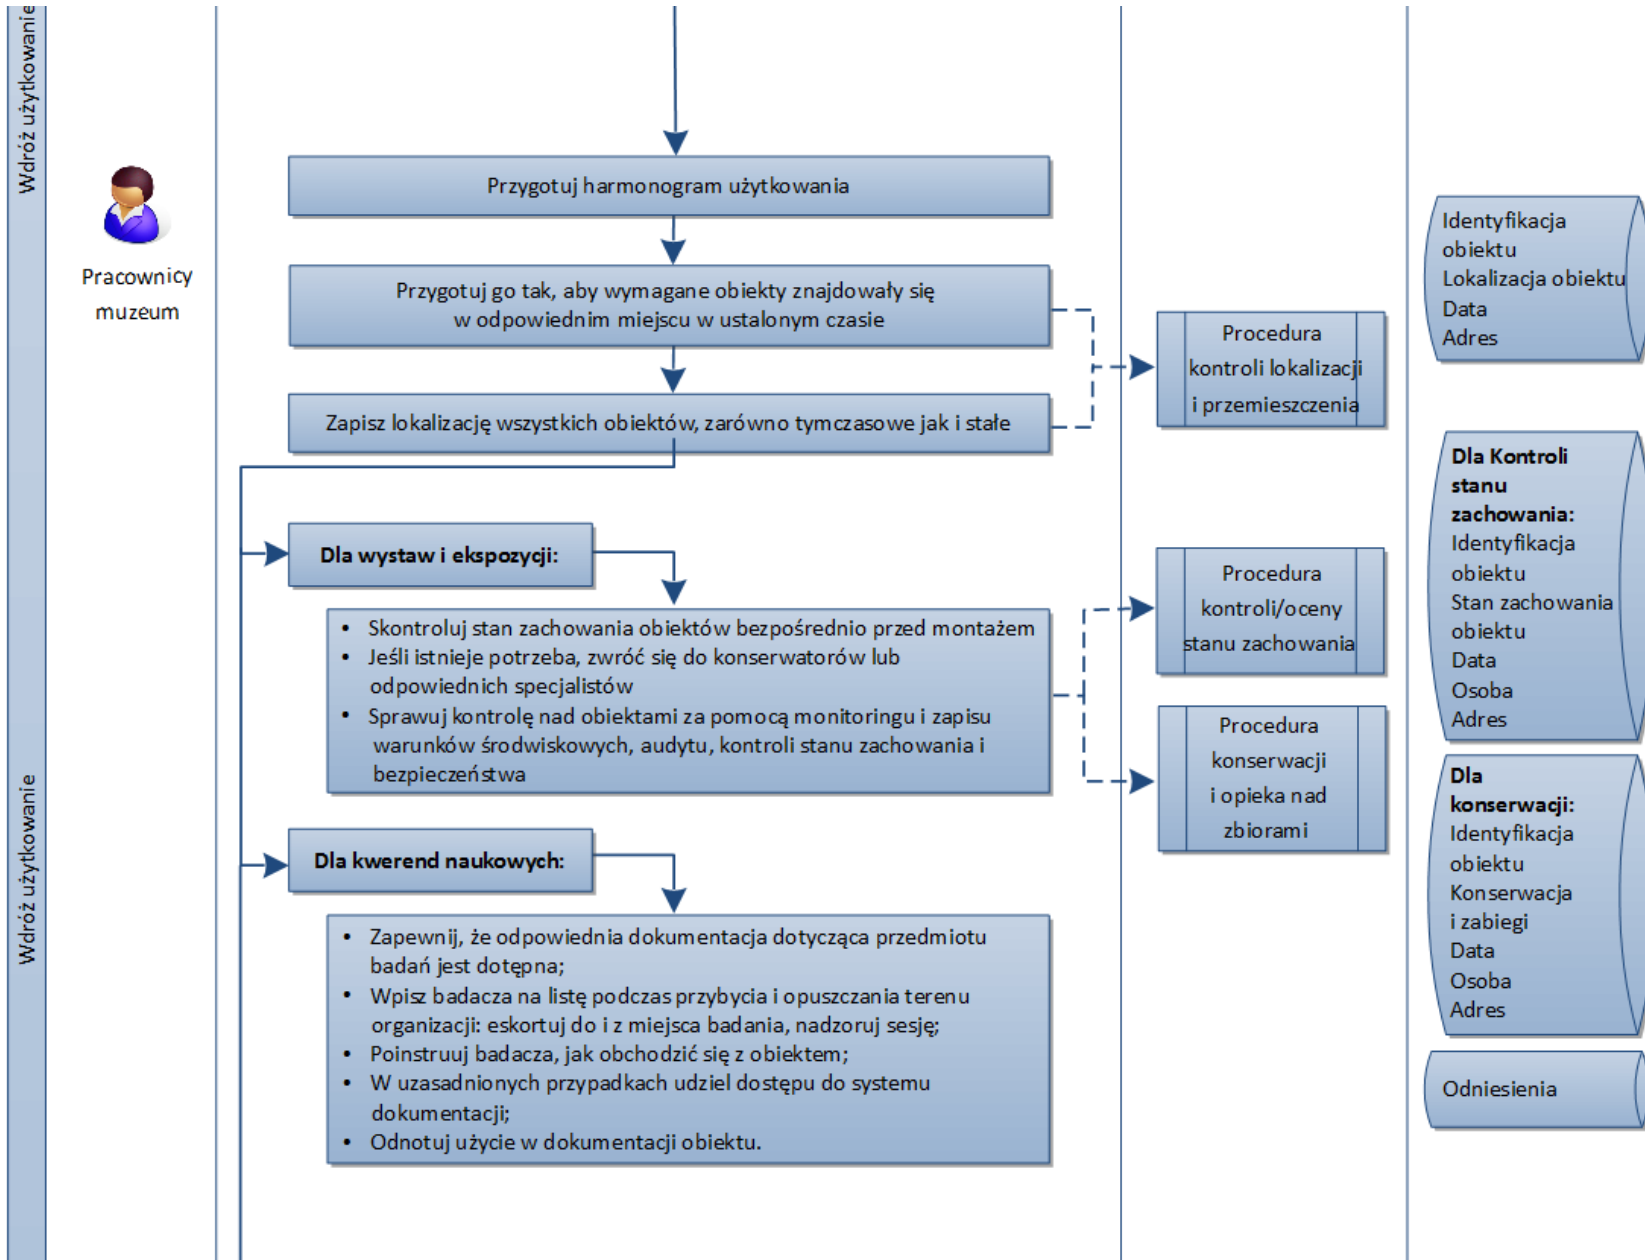 Wdróż użytkowanie
Pracownicy
muzeum
Przygotuj harmonogram użytkowania
Przygotuj go tak, aby wymagane obiekty znajdowały się
w odpowiednim miejscu w ustalonym czasie
Zapisz lokalizację wszystkich obiektów, zarówno tymczasowe jak i stałe
Procedura
kontroli lokalizacji
i przemieszczenia
Identyfikacja
obiektu
Lokalizacja obiektu
Data
Adres
Wdróż użytkowanie
Dla wystaw i ekspozycji:
• Skontroluj stan zachowania obiektów bezpośrednio przed montażem
• Jeśli istnieje potrzeba, zwróć się do konserwatorów lub
odpowiednich specjalistów
• Sprawuj kontrolę nad obiektami za pomocą monitoringu i zapisu
warunków środwiskowych, audytu, kontroli stanu zachowania i
bezpieczeństwa
Procedura
kontroli/oceny
stanu zachowania
Procedura
konserwacji
i opieka nad
zbiorami
Dla Kontroli
stanu
zachowania:
Identyfikacja
obiektu
Stan zachowania
obiektu
Data
Osoba
Adres
Dla kwerend naukowych:
• Zapewnij, że odpowiednia dokumentacja dotycząca przedmiotu
badań jest dotępna;
• Wpisz badacza na listę podczas przybycia i opuszczania terenu
organizacji: eskortuj do i z miejsca badania, nadzoruj sesję;
• Poinstruuj badacza, jak obchodzić się z obiektem;
• W uzasadnionych przypadkach udziel dostępu do systemu
dokumentacji;
• Odnotuj użycie w dokumentacji obiektu.
Dla
konserwacji:
Identyfikacja
obiektu
Konserwacja
i zabiegi
Data
Osoba
Adres
Odniesienia